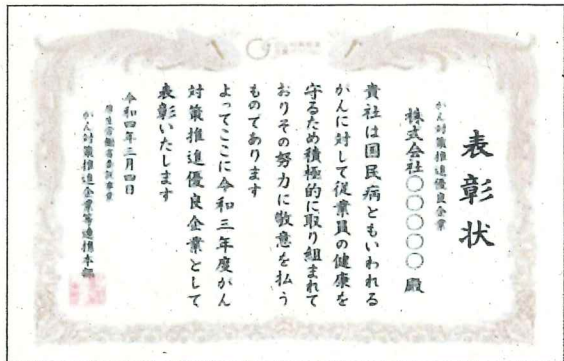 表彰状
がん対策推進優良企業
株式会社〇〇〇〇〇殿
貴社は国民病ともいわれる
がんに対して従業員の健康を
守るため積極的に取り組まれて
おりその努力に敬意を払う
ものであります
よってここに令和三年度がん
対策推進優良企業として
表彰いたします
令和四年三月四日
厚生労働省委託事業
がん対策推進企業等連携本部